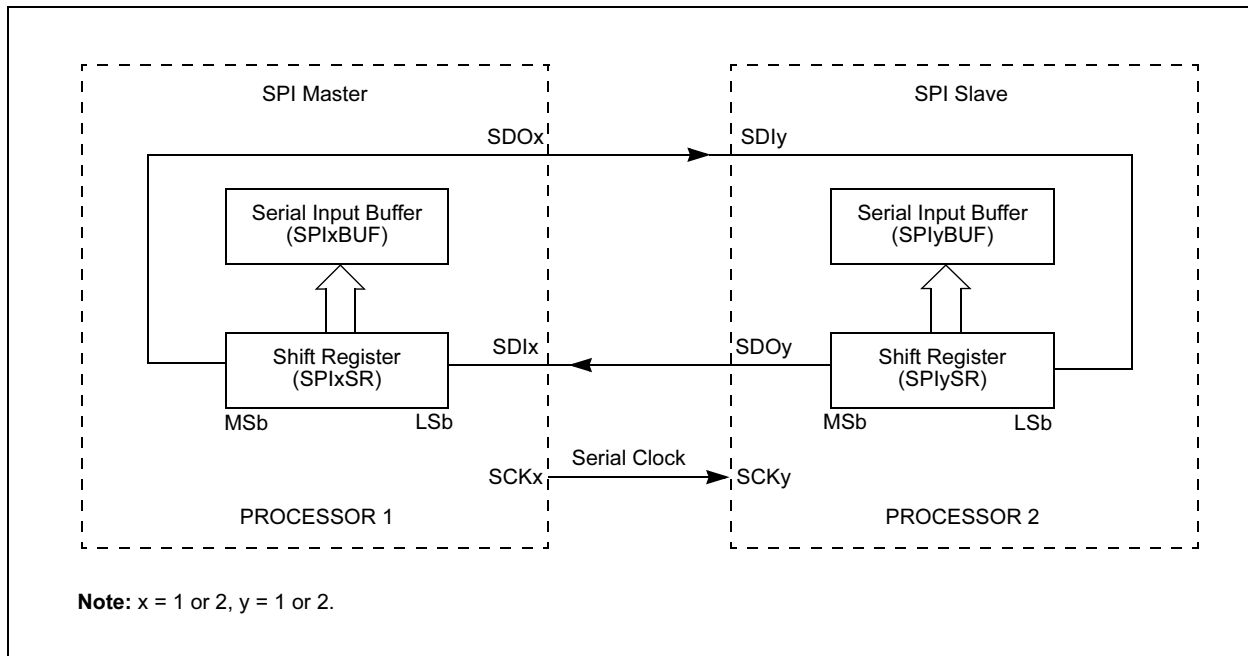 SPI Master
SPI Slave
SDOx
SDIy
Serial Input Buffer
(SPIxBUF)
Serial Input Buffer
(SPIyBUF)
Shift Register
(SPIxSR)
SDIx
SDOy
Shift Register
(SPIySR)
MSb
LSb
MSb
LSb
Serial Clock
SCKx
SCKy
PROCESSOR 1
PROCESSOR 2
Note: x = 1 or 2, y = 1 or 2.